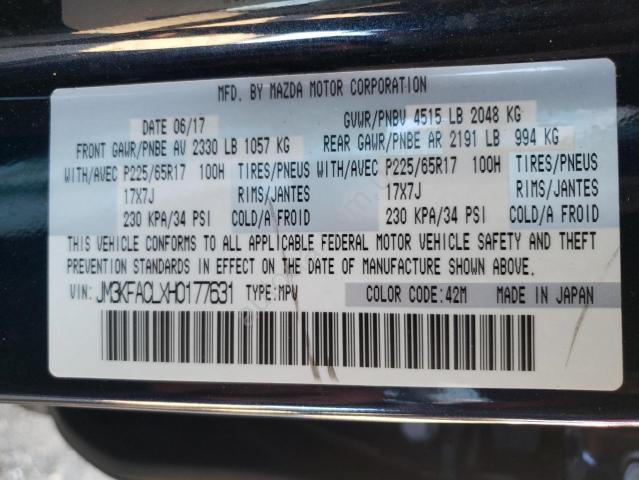 MFD. BY MAZDA MOTOR CORPORATION
DATE 06/17 GVWR/PNBV 4515 LB 2048 KG
FRONT GAWR/PNBE AV 2330 LB 1057 KG REAR GAWR/PNBE AR 2191 LB 994 KG
WITH/AVEC P225/65R17 100H TIRES/PNEUS WITH/AVEC P225/65R17 100H TIRES/PNEUS
17X7J RIMS/JANTES 17X7J RIMS/JANTES
230 KPA/34 PSI COLD/A FROID 230 KPA/34 PSI COLD/A FROID
THIS VEHICLE CONFORMS TO ALL APPLICABLE FEDERAL MOTOR VEHICLE SAFETY AND THEFT
PREVENTION STANDARDS IN EFFECT ON THE DATE OF MANUFACTURE SHOWN ABOVE.
VIN: JM3KFACLXH0177631 TYPE:MPV COLOR CODE:42M MADE IN JAPAN